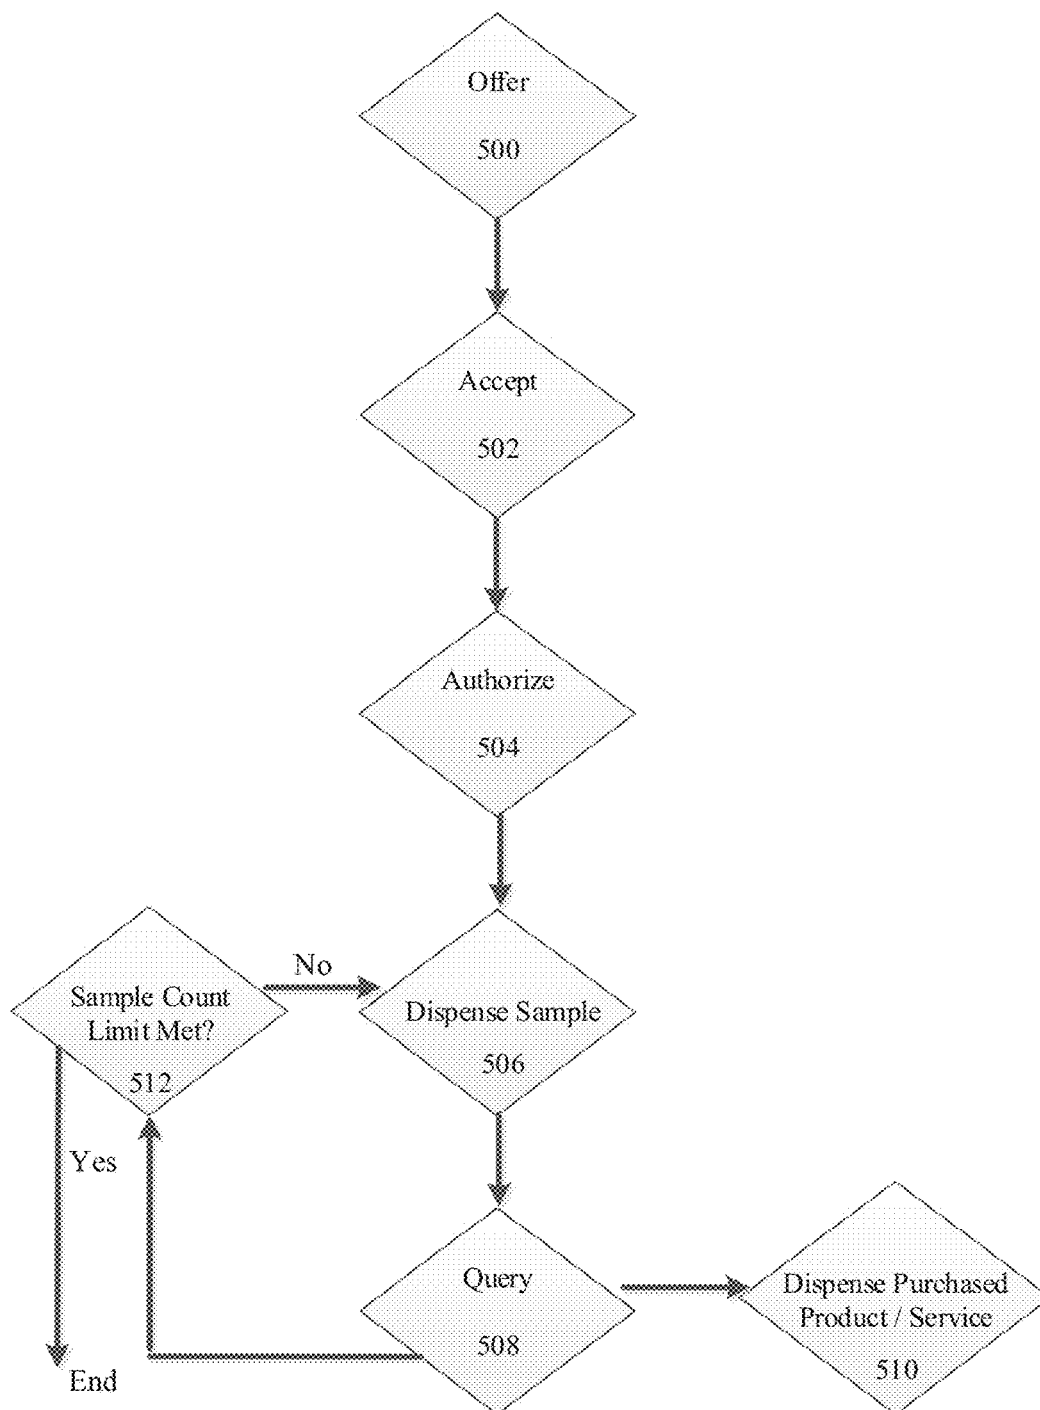 Offer
500
Accept
502
Authorize
504
No
Sample Count
Limit Met?
512
Dispense Sample
506
Yes
End
Query
508
Dispense Purchased
Product / Service
510